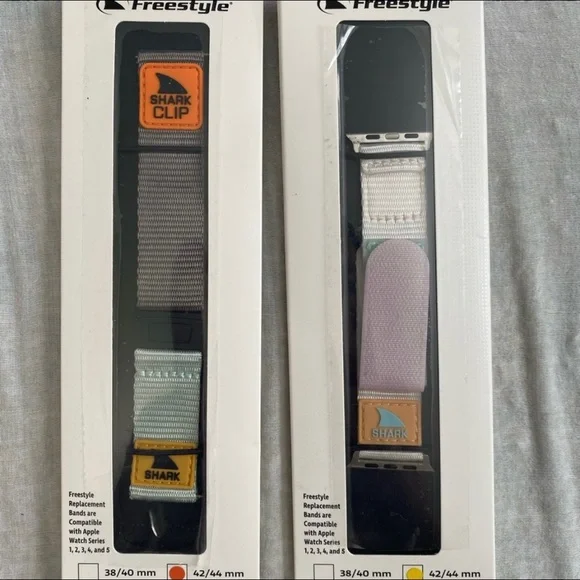 Freestyle®
SHARK
CLIP
SHARK
Freestyle
Replacement
Bands are
Compatible
with Apple
Watch Series
1, 2, 3, 4, and 5
38/40 mm
42/44 mm
Freestyle®
SHARK
Freestyle
Replacement
Bands are
Compatible
with Apple
Watch Series
1, 2, 3, 4, and 5
38/40 mm
42/44 mm